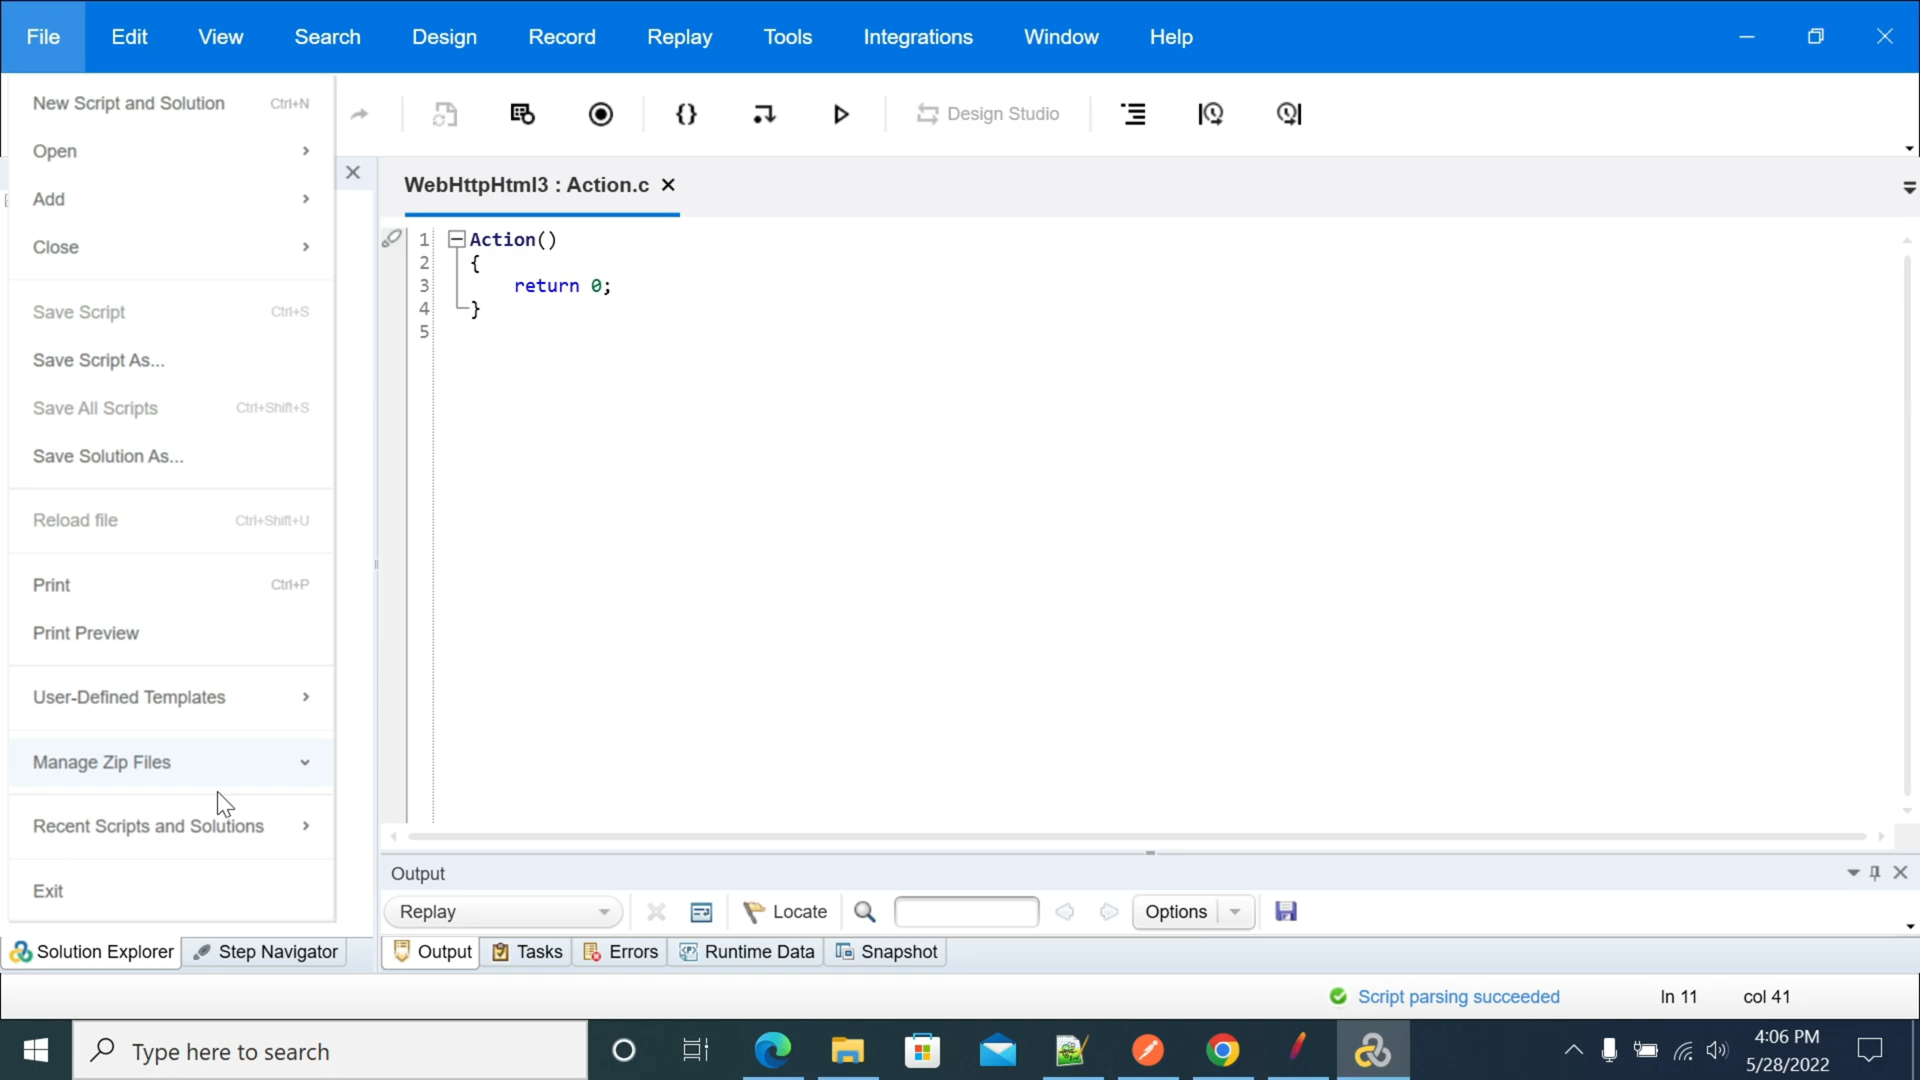 File Edit View Search Design Record Replay Tools Integrations Window Help
New Script and Solution Ctrl+N
Open
Add
Close
Save Script Ctrl+S
Save Script As...
Save All Scripts Ctrl+Shift+S
Save Solution As...
Reload file Ctrl+Shift+U
Print Ctrl+P
Print Preview
User-Defined Templates
Manage Zip Files
Recent Scripts and Solutions
Exit
Design Studio
WebHttpHtml3 : Action.c
1 Action()
2 {
3 return 0;
4 }
5
Output
Replay Locate Options
Solution Explorer Step Navigator Output Tasks Errors Runtime Data Snapshot
Script parsing succeeded ln 11 col 41
Type here to search
4:06 PM
5/28/2022